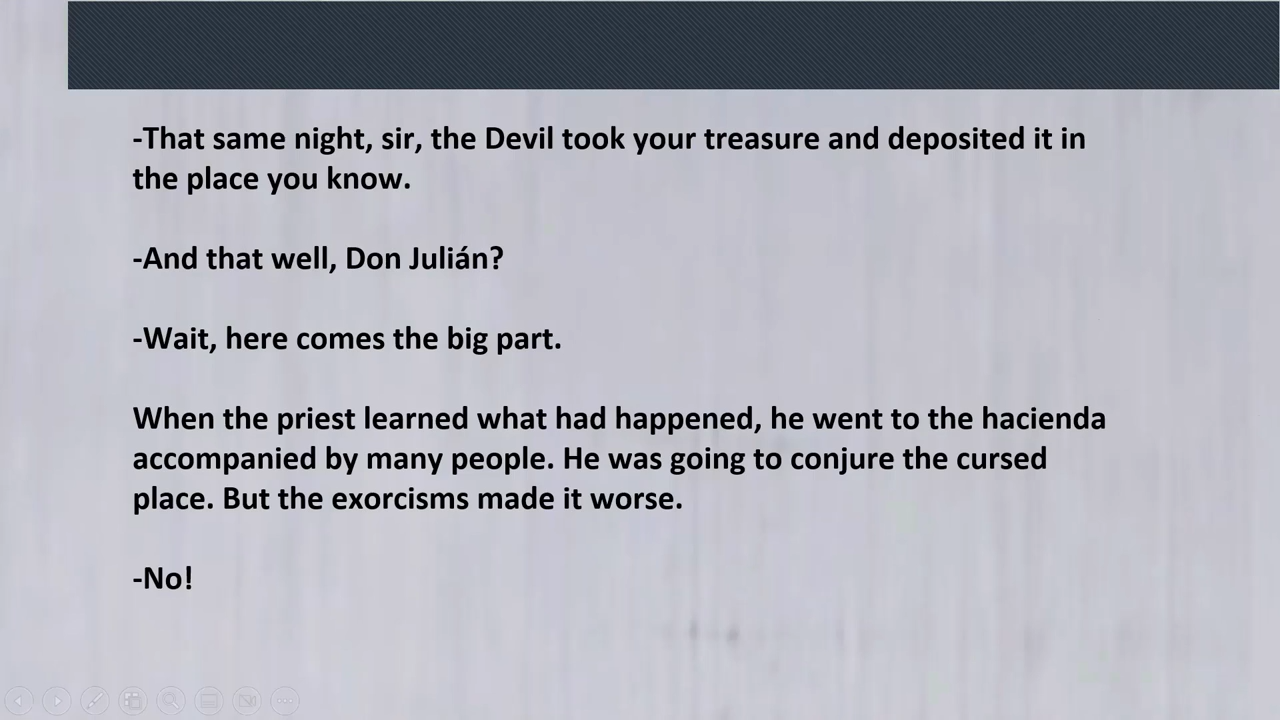 -That same night, sir, the Devil took your treasure and deposited it in
the place you know.
-And that well, Don Julián?
-Wait, here comes the big part.
When the priest learned what had happened, he went to the hacienda
accompanied by many people. He was going to conjure the cursed
place. But the exorcisms made it worse.
-No!